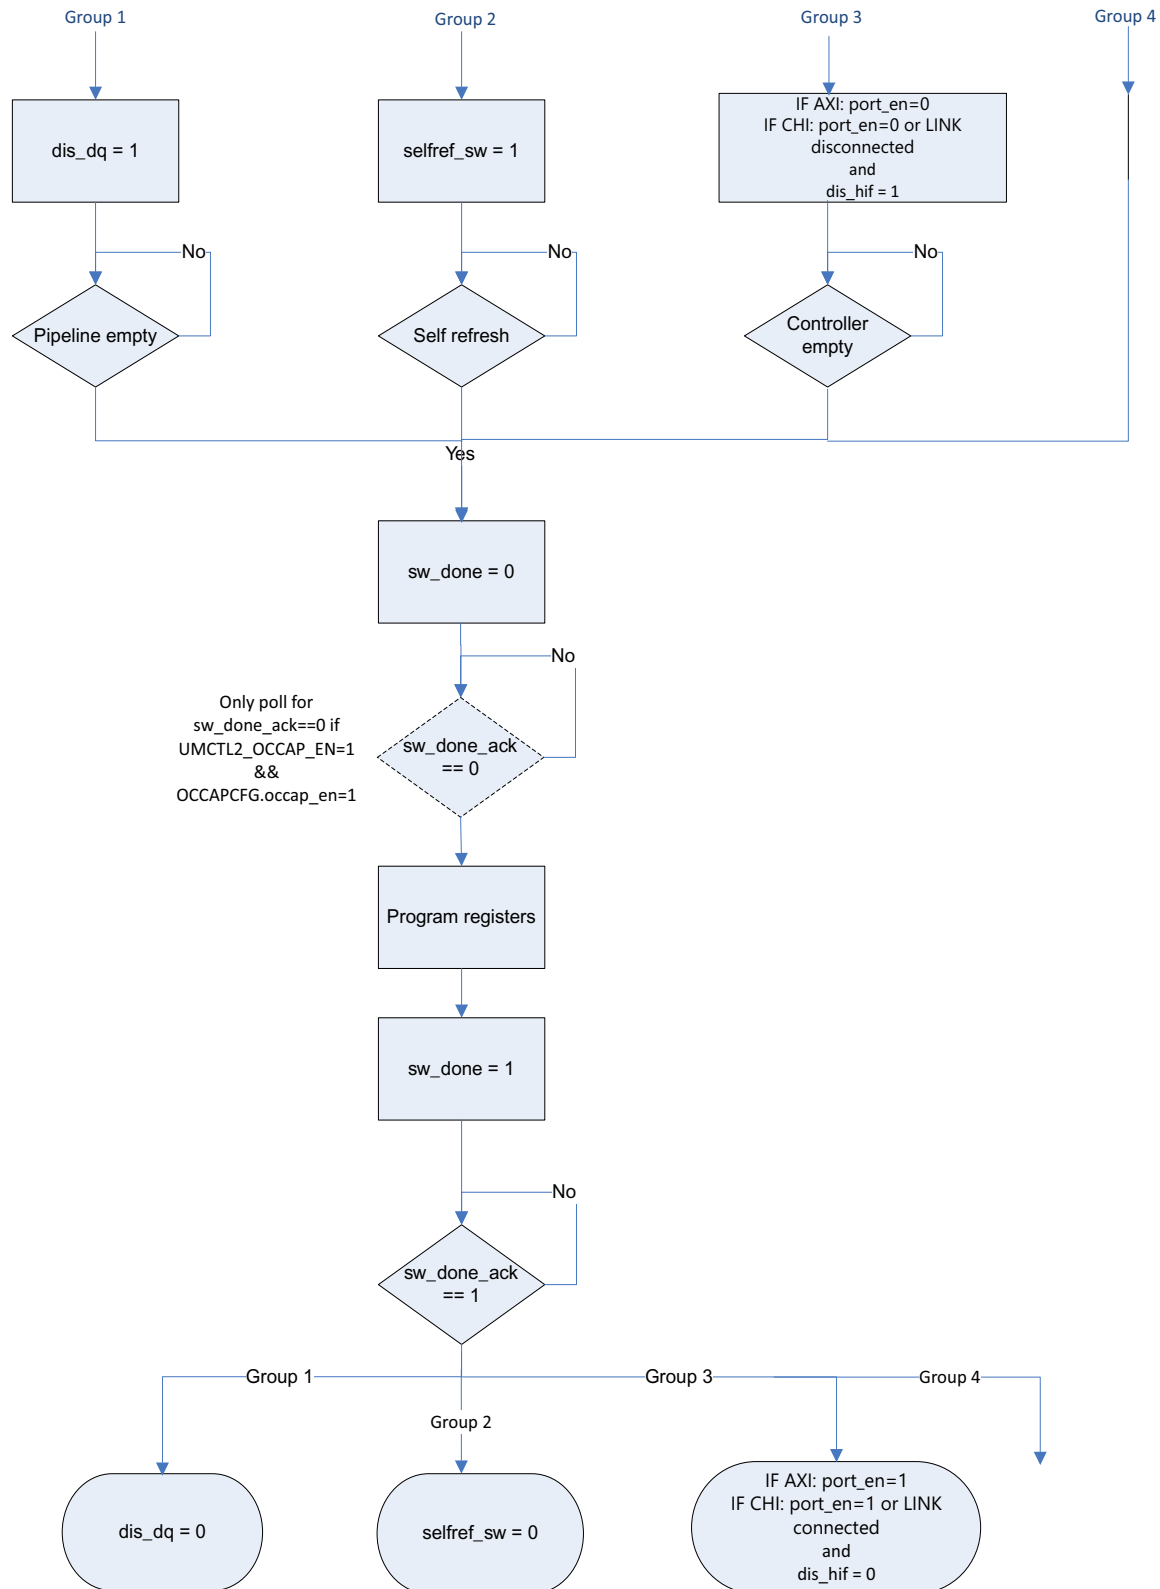 Group 1
Group 2
Group 3
Group 4
dis_dq = 1
selfref_sw = 1
IF AXI: port_en=0
IF CHI: port_en=0 or LINK
disconnected
and
dis_hif = 1
No
No
No
Pipeline empty
Self refresh
Controller
empty
Yes
sw_done = 0
No
Only poll for
sw_done_ack==0 if
UMCTL2_OCCAP_EN=1
&&
OCCAPCFG.occap_en=1
sw_done_ack
== 0
Program registers
sw_done = 1
No
sw_done_ack
== 1
Group 1
Group 3
Group 4
Group 2
dis_dq = 0
selfref_sw = 0
IF AXI: port_en=1
IF CHI: port_en=1 or LINK
connected
and
dis_hif = 0